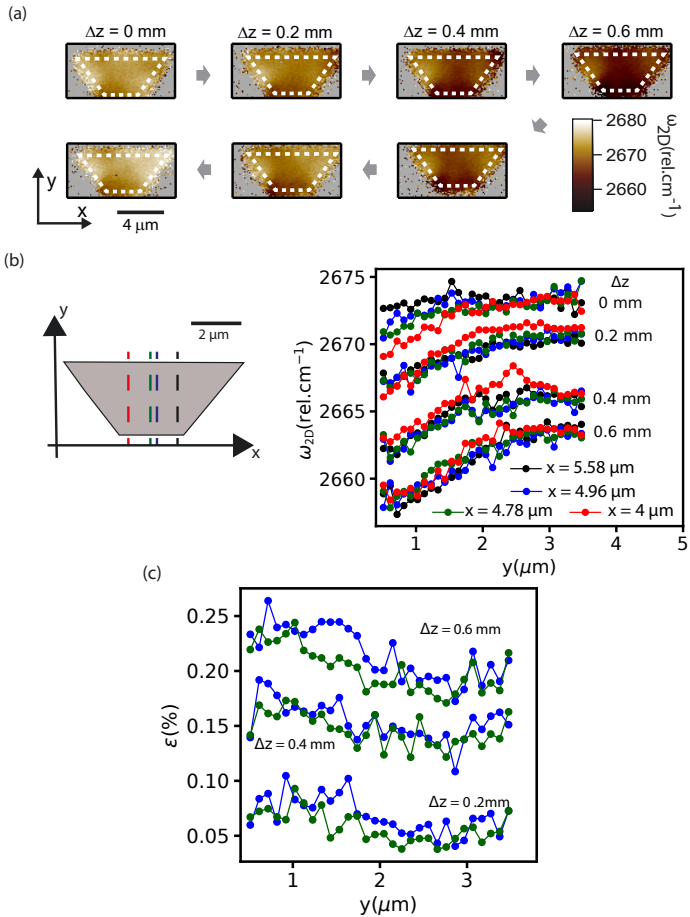 (a)
Δz = 0 mm
Δz = 0.2 mm
Δz = 0.4 mm
Δz = 0.6 mm
2680
2670
2660
ω2D(rel.cm⁻¹)
y
x
4 μm
(b)
y
2 μm
x
2675
2670
2665
2660
ω2D(rel.cm⁻¹)
Δz
0 mm
0.2 mm
0.4 mm
0.6 mm
x = 5.58 μm
x = 4.96 μm
x = 4.78 μm
x = 4 μm
1 2 3 4 5
y(μm)
(c)
0.25
0.20
0.15
0.10
0.05
ε(%)
Δz = 0.6 mm
Δz = 0.4 mm
Δz = 0.2mm
1 2 3
y(μm)